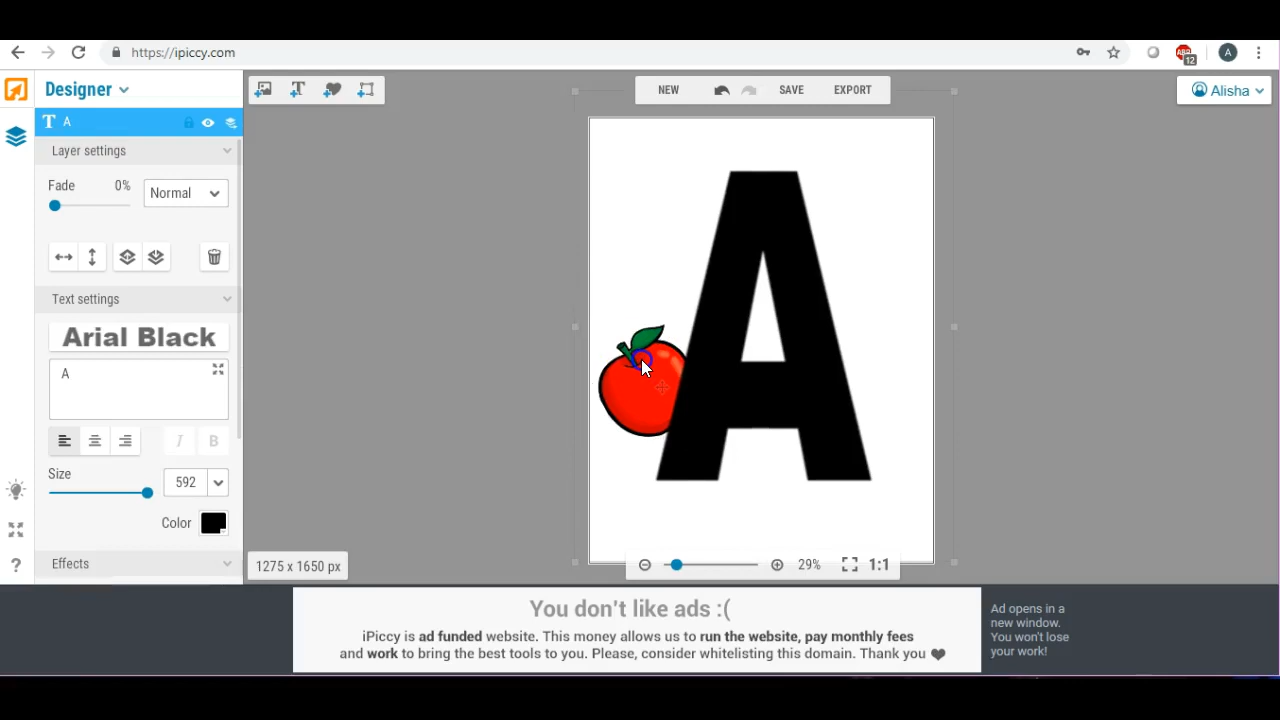 https://ipiccy.com
ABP
12
A
Designer
NEW
SAVE
EXPORT
Alisha
T A
Layer settings
Fade 0%
Normal
Text settings
Arial Black
A
I B
Size
592
Color
Effects
?
A
1275 x 1650 px
29%
1:1
You don't like ads :(
iPiccy is ad funded website. This money allows us to run the website, pay monthly fees
and work to bring the best tools to you. Please, consider whitelisting this domain. Thank you
Ad opens in a
new window.
You won't lose
your work!